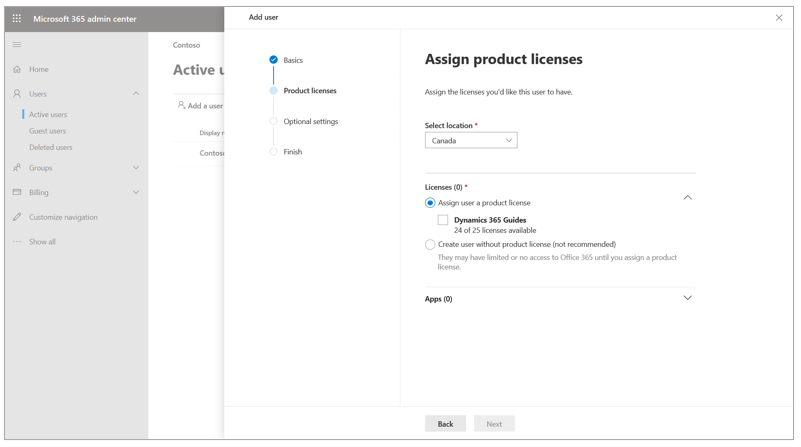 Microsoft 365 admin center
Home
Users
Active users
Guest users
Deleted users
Groups
Billing
Customize navigation
Show all
Contoso
Active u
Add a user
Display n
Contoso
Add user
Basics
Product licenses
Optional settings
Finish
Assign product licenses
Assign the licenses you'd like this user to have.
Select location *
Canada
Licenses (0) *
Assign user a product license
Dynamics 365 Guides
24 of 25 licenses available
Create user without product license (not recommended)
They may have limited or no access to Office 365 until you assign a product
license.
Apps (0)
Back
Next